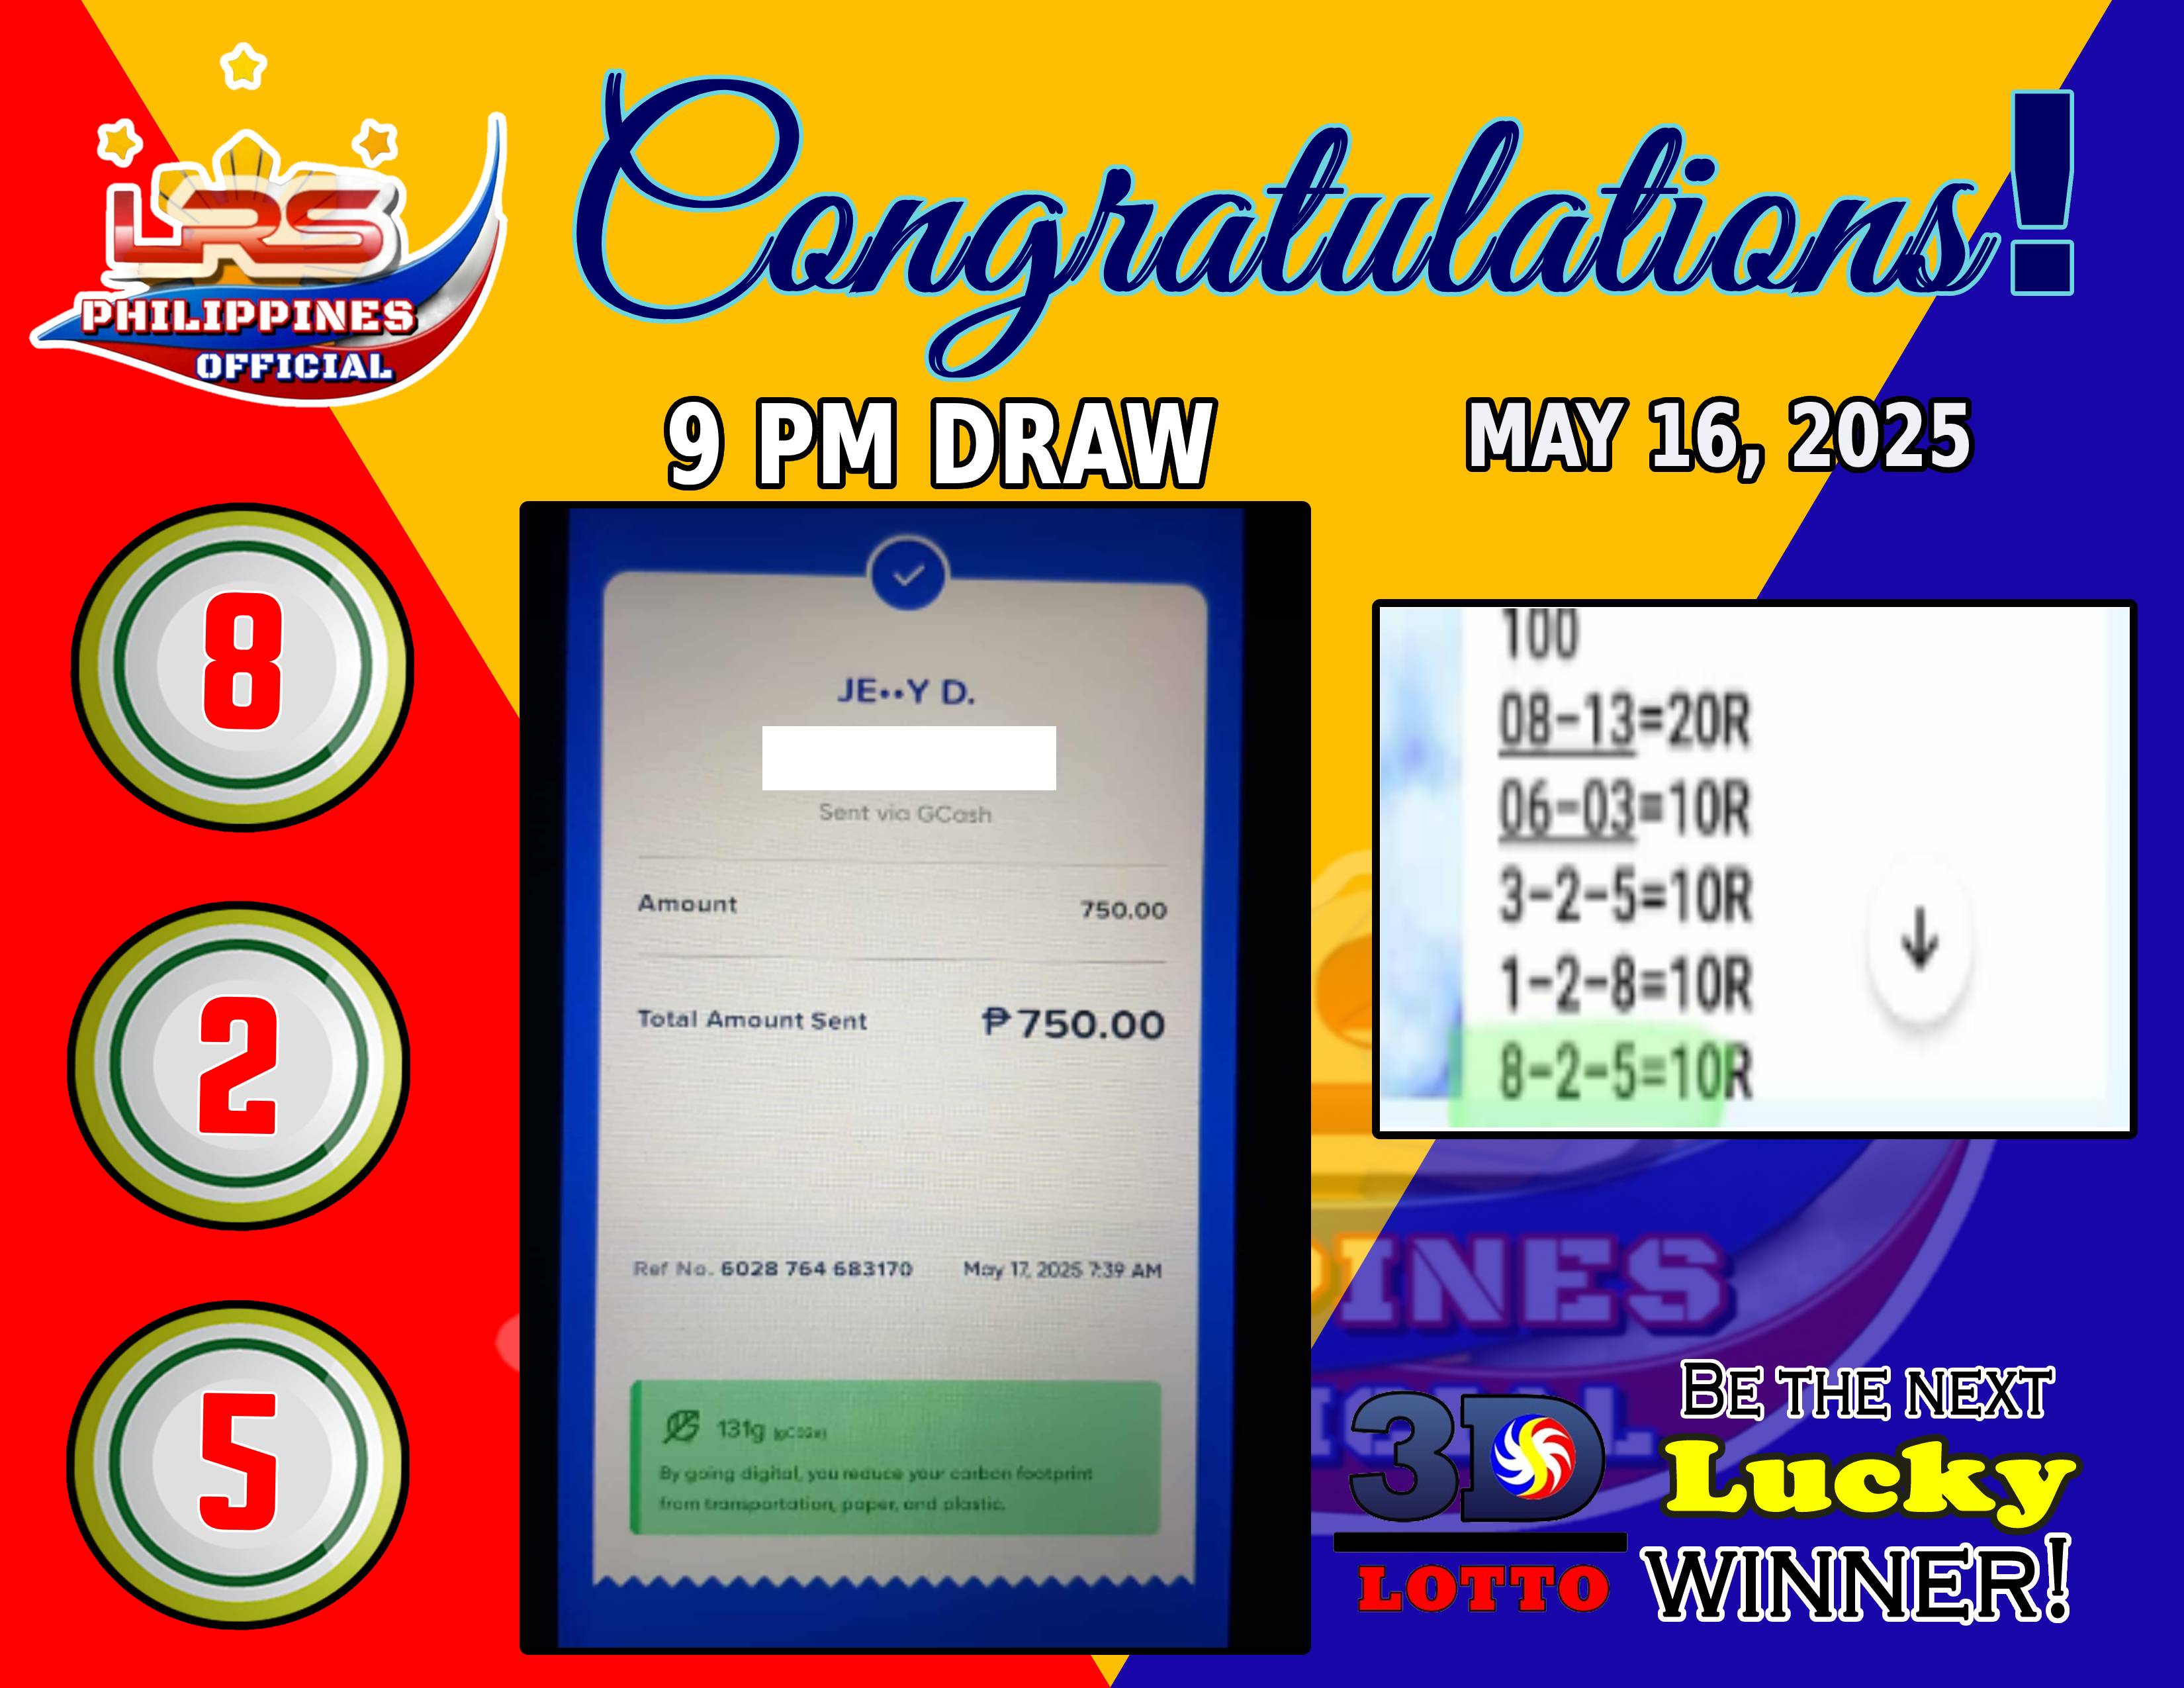 LRS
PHILIPPINES
OFFICIAL
Congratulations!
9 PM DRAW
MAY 16, 2025
8
2
5
JE••Y D.
Sent via GCash
Amount 750.00
Total Amount Sent ₱750.00
Ref No. 6028 764 683170 May 17, 2025 7:39 AM
131g
By going digital, you reduce your carbon footprint
from transportation, paper, and plastic.
100
08-13=20R
06-03=10R
3-2-5=10R
1-2-8=10R
8-2-5=10R
PINES
3D
LOTTO
BE THE NEXT
Lucky
WINNER!